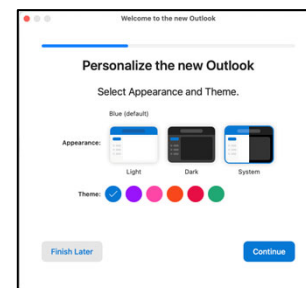 Welcome to the new Outlook
Personalize the new Outlook
Select Appearance and Theme.
Blue (default)
Appearance:
Light Dark System
Theme:
Finish Later Continue